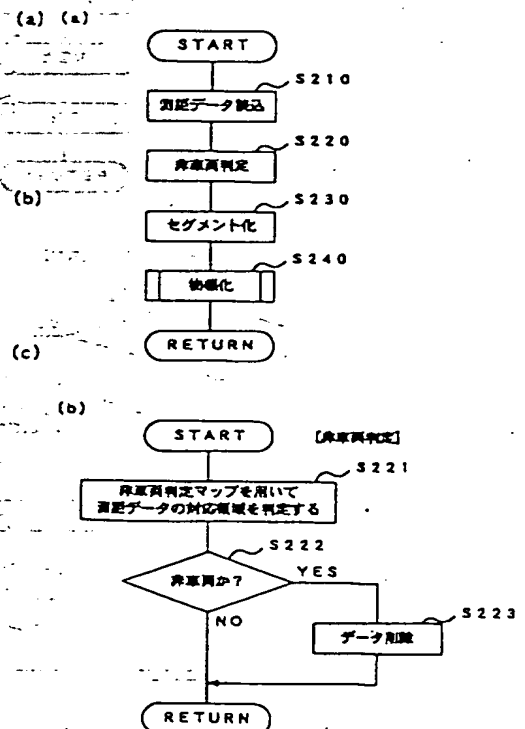 (a) (a)
START
S210
測距データ読込
S220
非車両判定
(b)
S230
セグメント化
S240
物標化
RETURN
(c)
(b)
START
[非車両判定]
S221
非車両判定マップを用いて
測距データの対応領域を判定する
S222
非車両か?
YES
NO
S223
データ削除
RETURN